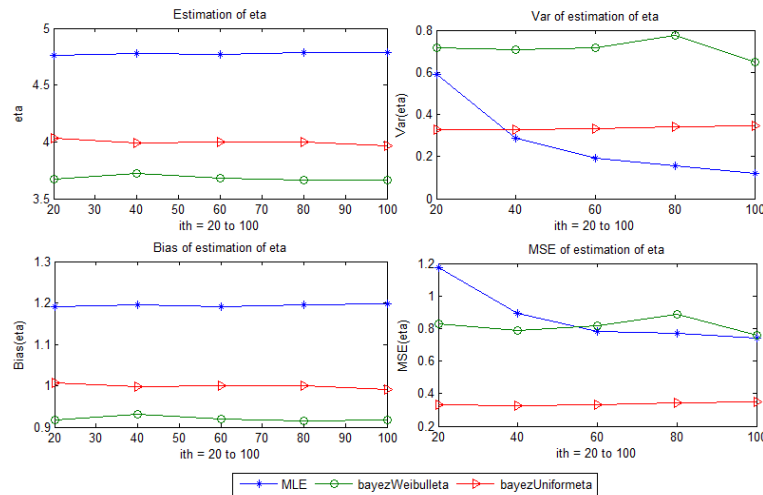 Estimation of eta
5
4.5
4
3.5
eta
20 30 40 50 60 70 80 90 100
ith = 20 to 100
Var of estimation of eta
0.8
0.6
0.4
0.2
0
Var(eta)
20 40 60 80 100
ith = 20 to 100
Bias of estimation of eta
1.3
1.2
1.1
1
0.9
Bias(eta)
20 30 40 50 60 70 80 90 100
ith = 20 to 100
MSE of estimation of eta
1.2
1
0.8
0.6
0.4
0.2
MSE(eta)
20 40 60 80 100
ith = 20 to 100
MLE bayezWeibulleta bayezUniformeta